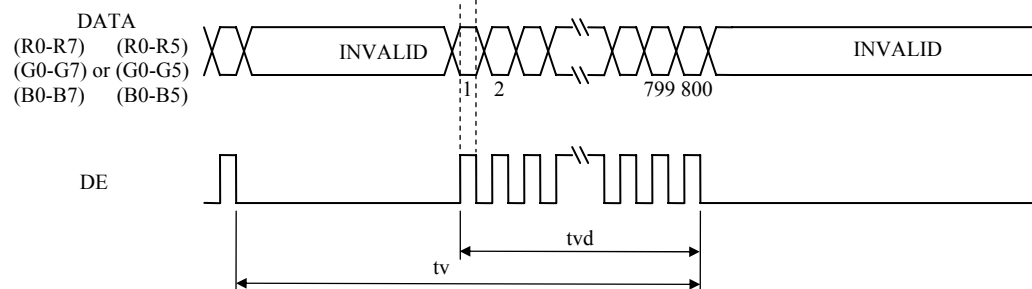 DATA
(R0-R7) (R0-R5)
(G0-G7) or (G0-G5)
(B0-B7) (B0-B5)
INVALID
INVALID
1 2 799 800
DE
tvd
tv